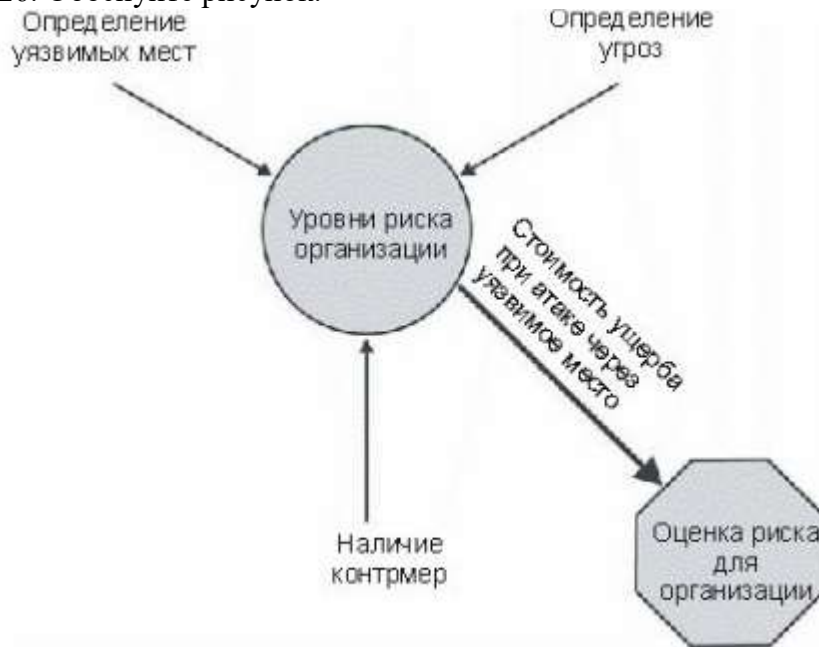 рисунок.
Определение
уязвимых мест
Определение
угроз
Уровни риска
организации
Стоимость ущерба
при атаке через
уязвимое место
Наличие
контрмер
Оценка риска
для
организации